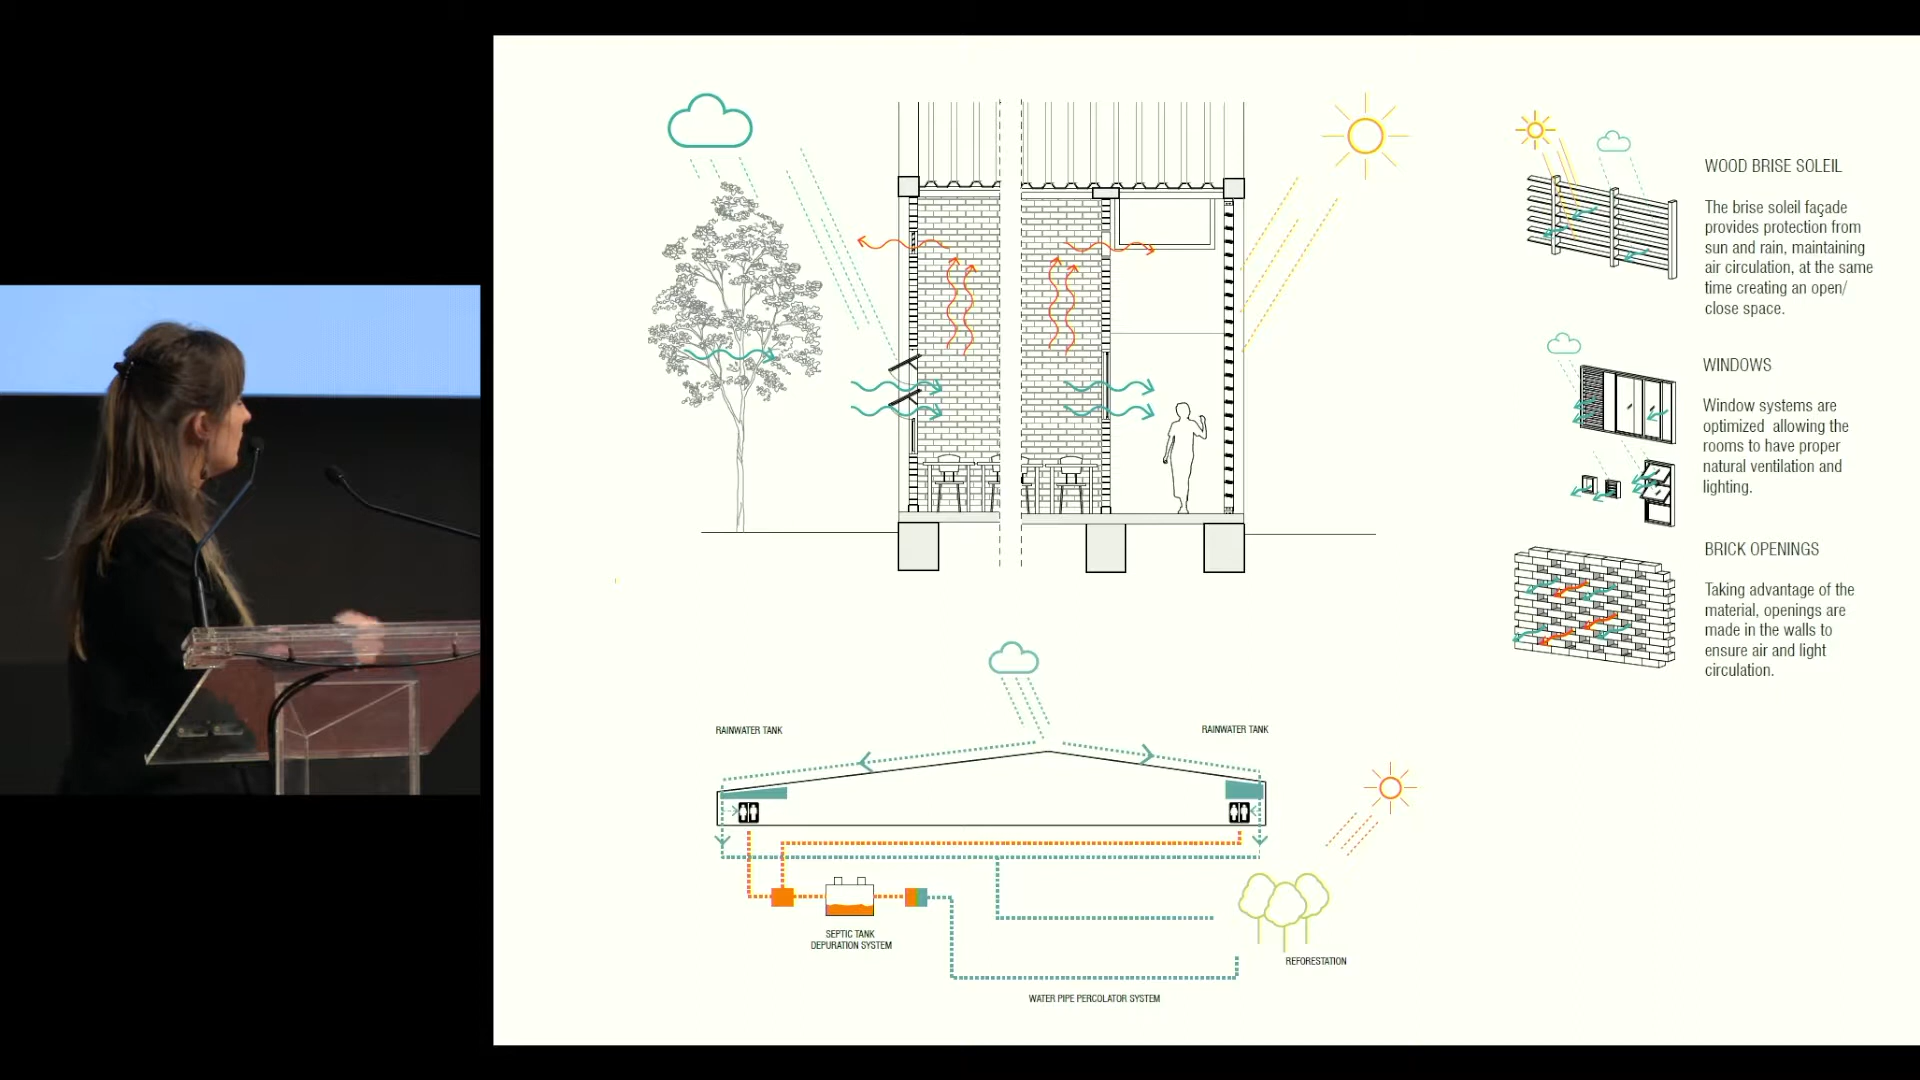 WOOD BRISE SOLEIL
The brise soleil façade
provides protection from
sun and rain, maintaining
air circulation, at the same
time creating an open/
close space.
WINDOWS
Window systems are
optimized allowing the
rooms to have proper
natural ventilation and
lighting.
BRICK OPENINGS
Taking advantage of the
material, openings are
made in the walls to
ensure air and light
circulation.
RAINWATER TANK
RAINWATER TANK
SEPTIC TANK
DEPURATION SYSTEM
REFORESTATION
WATER PIPE PERCOLATOR SYSTEM